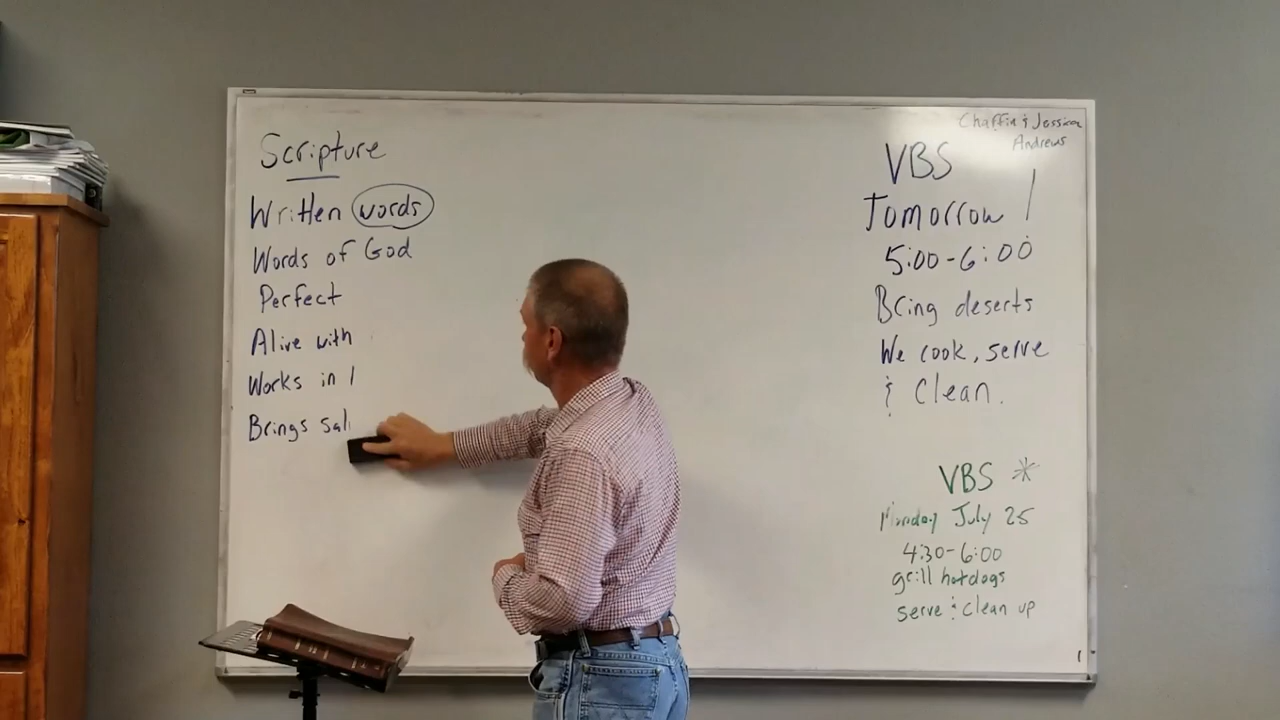 Scripture
Written words
Words of God
Perfect
Alive with
Works in
Brings sal
Chaffin & Jessica
Andrews
VBS
Tomorrow !
5:00-6:00
Bring deserts
We cook, serve
& Clean.
VBS *
Monday July 25
4:30-6:00
grill hotdogs
serve & clean up